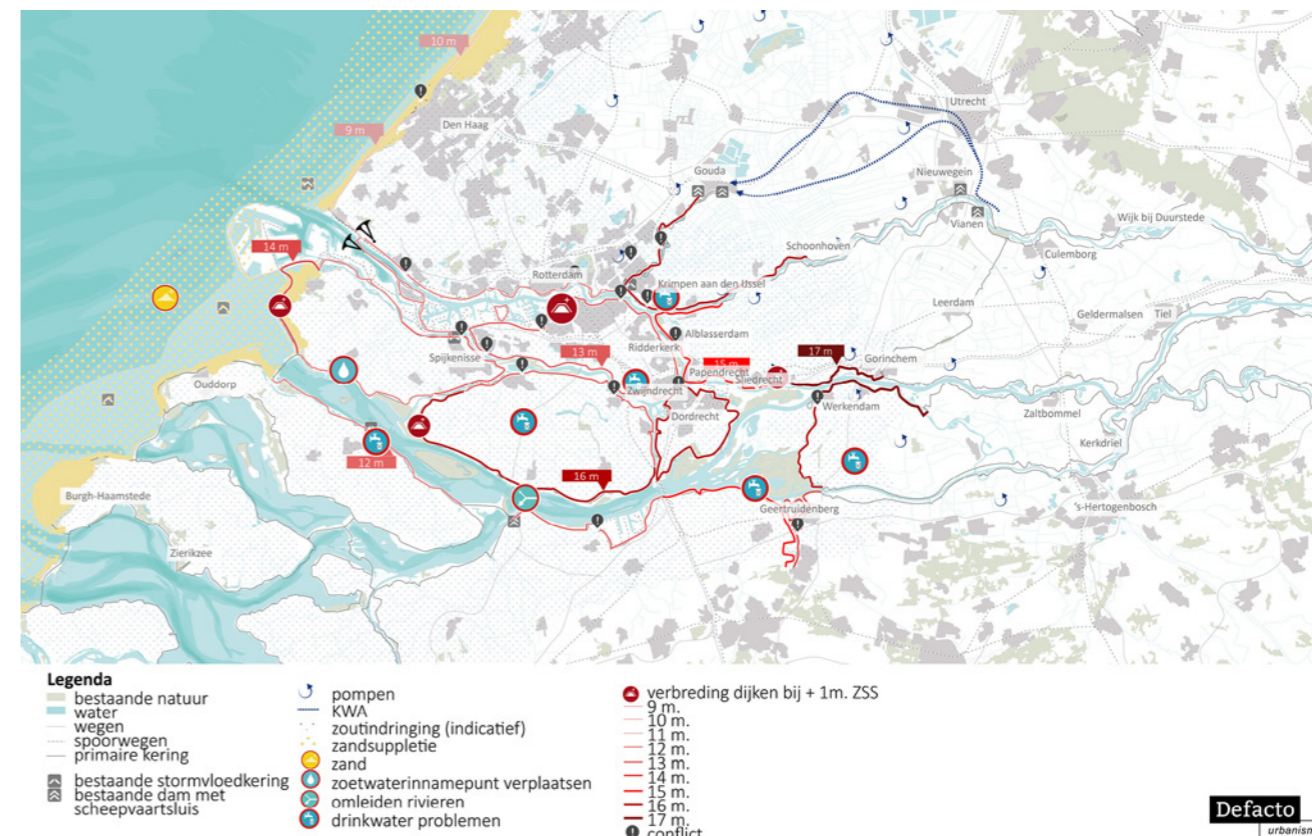 10 m
Den Haag
9 m
Utrecht
Gouda
Nieuwegein
Vianen
Wijk bij Duurstede
Culemborg
14 m
Schoonhoven
Rotterdam
Krimpen aan den IJssel
Leerdam
Geldermalsen
Tiel
Alblasserdam
Ridderkerk
Spijkenisse
13 m
15 m
17 m
Gorinchem
Papendrecht
Sliedrecht
Zwijndrecht
Ouddorp
Dordrecht
Werkendam
Zaltbommel
Kerkdriel
12 m
16 m
Burgh-Haamstede
Geertruidenberg
's-Hertogenbosch
Zierikzee
Legenda
bestaande natuur
water
wegen
spoorwegen
primaire kering
bestaande stormvloedkering
bestaande dam met
scheepvaartsluis
pompen
KWA
zoutindringing (indicatief)
zandsuppletie
zand
zoetwaterinnamepunt verplaatsen
omleiden rivieren
drinkwater problemen
verbreding dijken bij + 1m. ZSS
9 m.
10 m.
11 m.
12 m.
13 m.
14 m.
15 m.
16 m.
17 m.
conflict
Defacto
urbanism